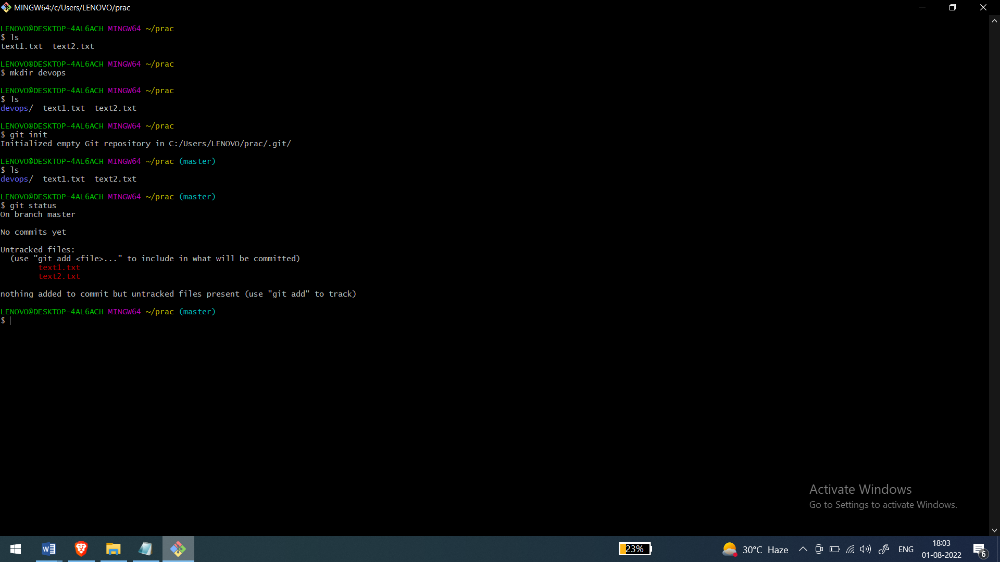 MINGW64:/c/Users/LENOVO/prac
LENOVO@DESKTOP-4AL6ACH MINGW64 ~/prac
$ ls
text1.txt  text2.txt
LENOVO@DESKTOP-4AL6ACH MINGW64 ~/prac
$ mkdir devops
LENOVO@DESKTOP-4AL6ACH MINGW64 ~/prac
$ ls
devops/  text1.txt  text2.txt
LENOVO@DESKTOP-4AL6ACH MINGW64 ~/prac
$ git init
Initialized empty Git repository in C:/Users/LENOVO/prac/.git/
LENOVO@DESKTOP-4AL6ACH MINGW64 ~/prac (master)
$ ls
devops/  text1.txt  text2.txt
LENOVO@DESKTOP-4AL6ACH MINGW64 ~/prac (master)
$ git status
On branch master
No commits yet
Untracked files:
  (use "git add <file>..." to include in what will be committed)
        text1.txt
        text2.txt
nothing added to commit but untracked files present (use "git add" to track)
LENOVO@DESKTOP-4AL6ACH MINGW64 ~/prac (master)
$
Activate Windows
Go to Settings to activate Windows.
W
23%
30°C Haze
ENG
18:03
01-08-2022
6